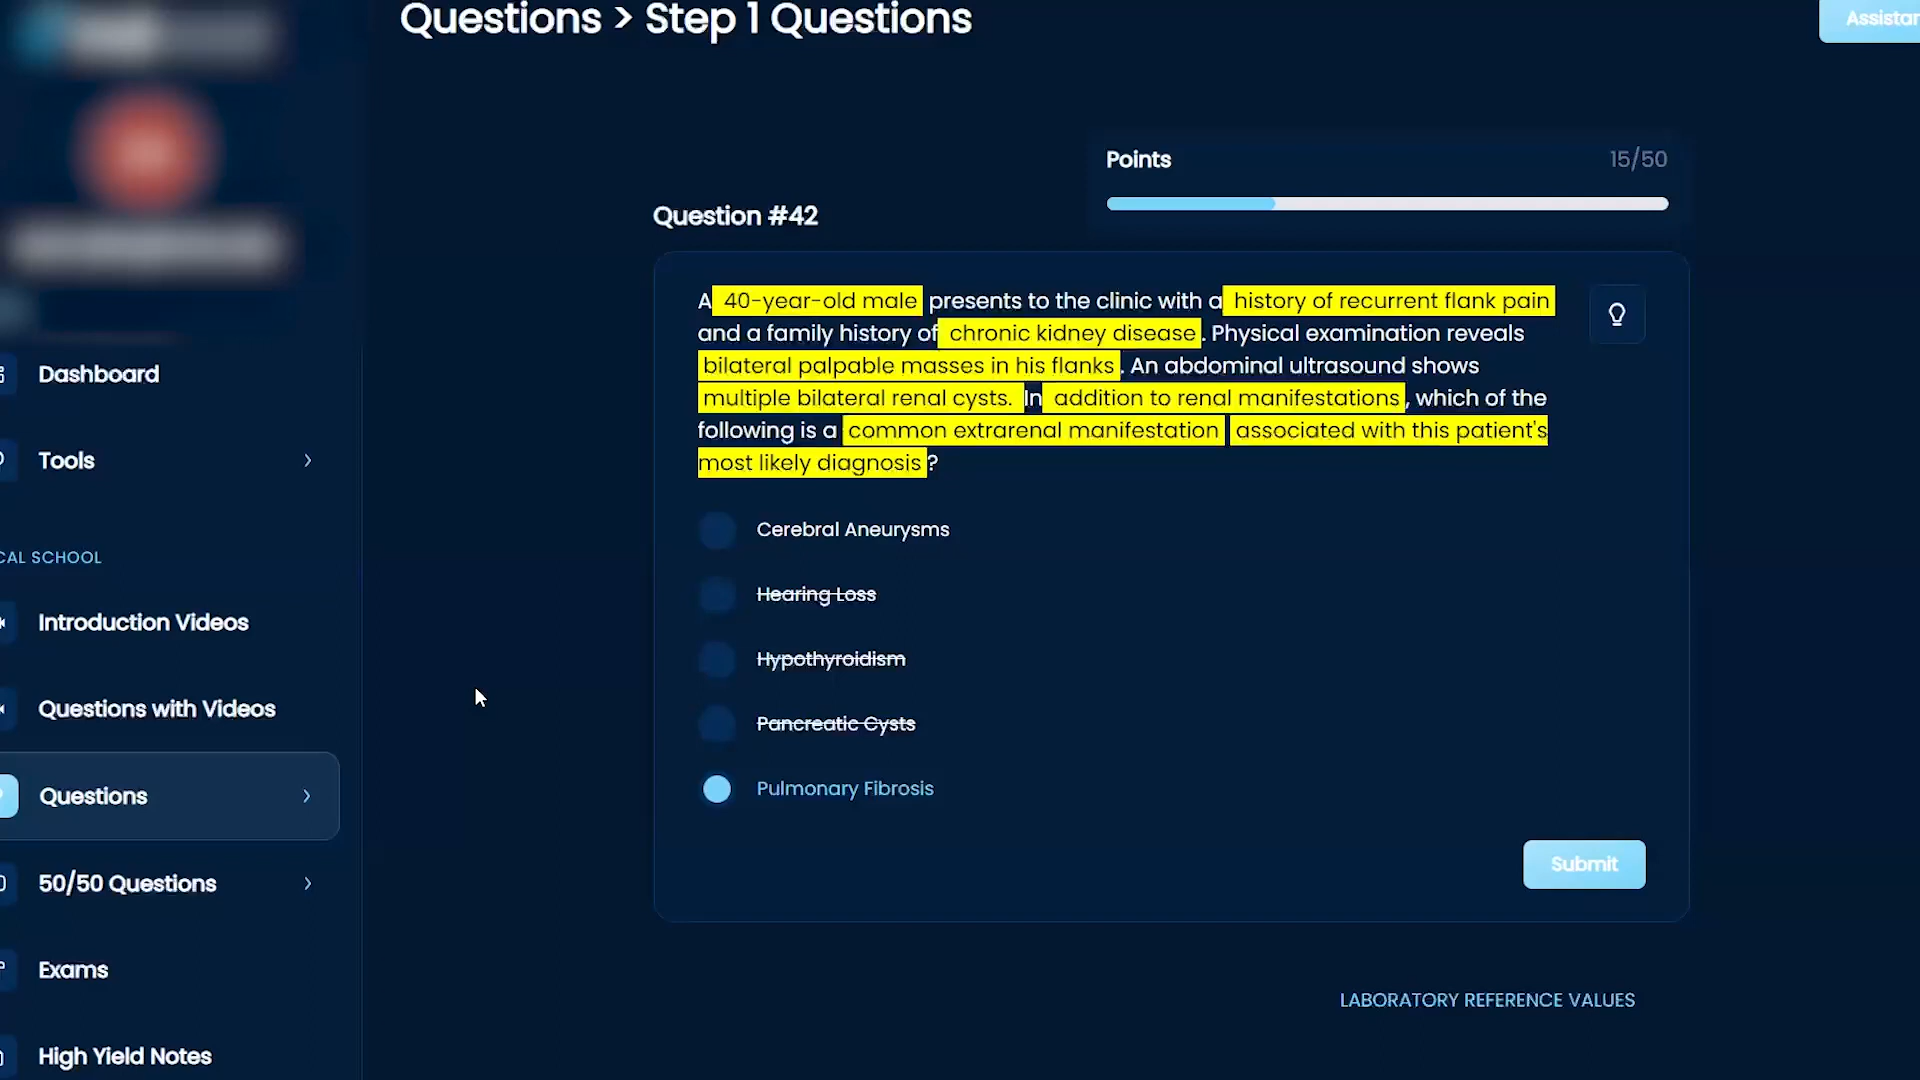 Questions > Step 1 Questions
Points
15/50
Question #42
A 40-year-old male presents to the clinic with a history of recurrent flank pain
and a family history of chronic kidney disease. Physical examination reveals
bilateral palpable masses in his flanks. An abdominal ultrasound shows
multiple bilateral renal cysts. In addition to renal manifestations, which of the
following is a common extrarenal manifestation associated with this patient's
most likely diagnosis?
Cerebral Aneurysms
Hearing Loss
Hypothyroidism
Pancreatic Cysts
Pulmonary Fibrosis
Submit
LABORATORY REFERENCE VALUES
Dashboard
Tools
CAL SCHOOL
Introduction Videos
Questions with Videos
Questions
50/50 Questions
Exams
High Yield Notes